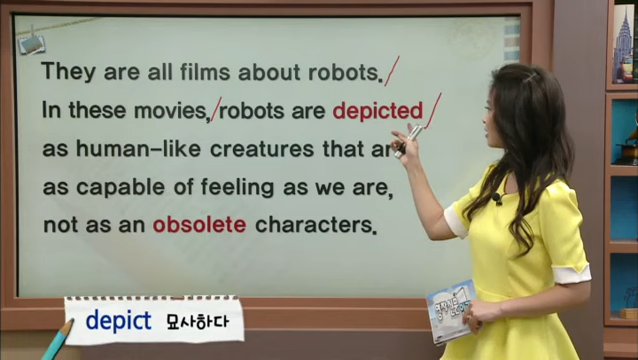 They are all films about robots.
In these movies, robots are depicted
as human-like creatures that
as capable of feeling as we are,
not as an obsolete characters.
depict 묘사하다